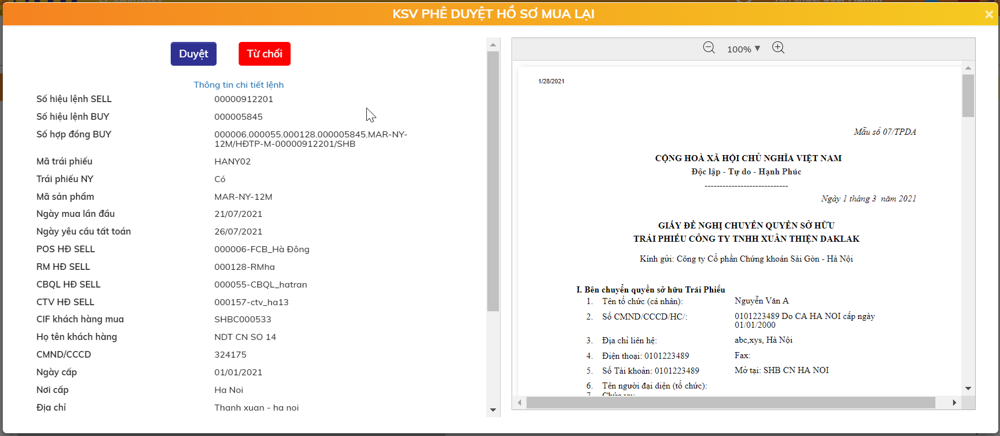 KSV PHÊ DUYỆT HỒ SƠ MUA LẠI
×
Duyệt
Từ chối
Thông tin chi tiết lệnh
Số hiệu lệnh SELL 00000912201
Số hiệu lệnh BUY 000005845
Số hợp đồng BUY 000006.000055.000128.000005845.MAR-NY-
12M/HĐTP-M-00000912201/SHB
Mã trái phiếu HANY02
Trái phiếu NY Có
Mã sản phẩm MAR-NY-12M
Ngày mua lần đầu 21/07/2021
Ngày yêu cầu tất toán 26/07/2021
POS HĐ SELL 000006-FCB_Hà Đông
RM HĐ SELL 000128-RMha
CBQL HĐ SELL 000055-CBQL_hatran
CTV HĐ SELL 000157-ctv_ha13
CIF khách hàng mua SHBC000533
Họ tên khách hàng NDT CN SO 14
CMND/CCCD 324175
Ngày cấp 01/01/2021
Nơi cấp Ha Noi
Địa chỉ Thanh xuan - ha noi
100% ▼
1/28/2021
Mẫu số 07/TPDA
CỘNG HOÀ XÃ HỘI CHỦ NGHĨA VIỆT NAM
Độc lập - Tự do - Hạnh Phúc
----------------------------
Ngày 1 tháng 3 năm 2021
GIẤY ĐỀ NGHỊ CHUYỂN QUYỀN SỞ HỮU
TRÁI PHIẾU CÔNG TY TNHH XUÂN THIỆN DAKLAK
Kính gửi: Công ty Cổ phần Chứng khoán Sài Gòn - Hà Nội
I. Bên chuyển quyền sở hữu Trái Phiếu
1. Tên tổ chức (cá nhân): Nguyễn Văn A
2. Số CMND/CCCD/HC/: 0101223489 Do CA HA NOI cấp ngày
01/01/2000
3. Địa chỉ liên hệ: abc,xys, Hà Nội
4. Điện thoại: 0101223489 Fax:
5. Số Tài khoản: 0101223489 Mở tại: SHB CN HA NOI
6. Tên người đại diện (tổ chức):